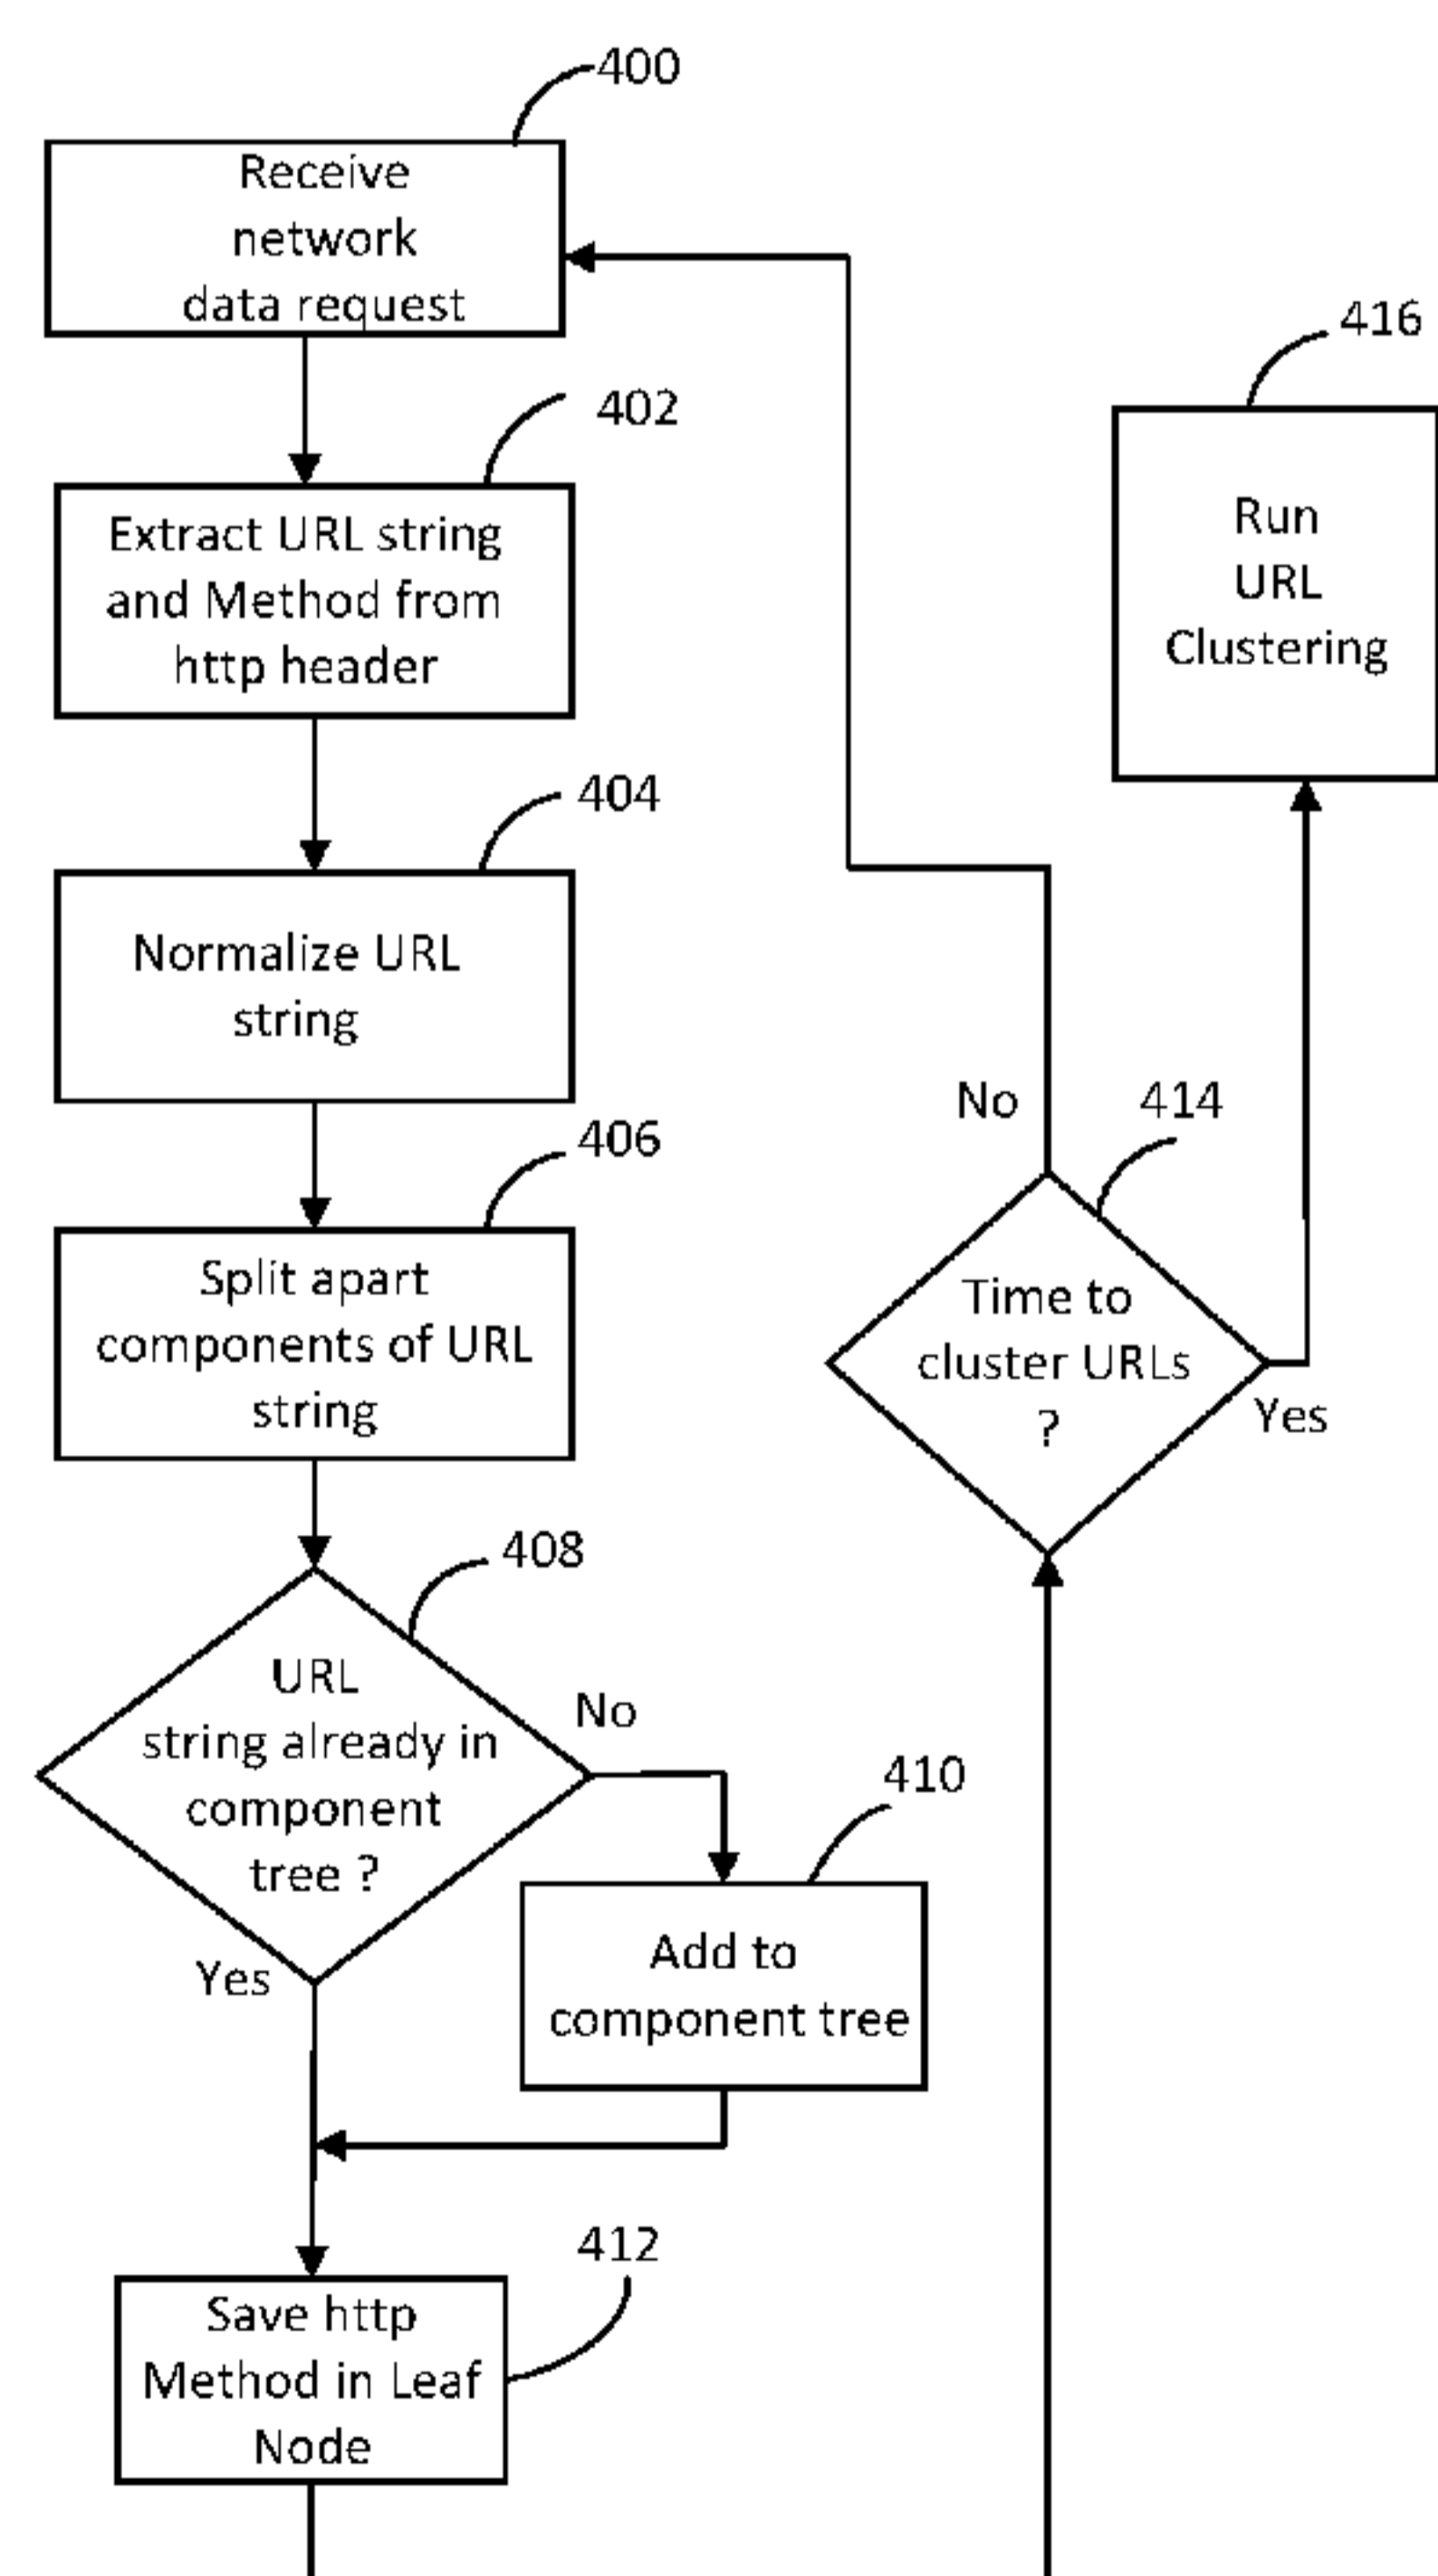 400
Receive
network
data request
402
Extract URL string
and Method from
http header
404
Normalize URL
string
406
Split apart
components of URL
string
408
URL
string already in
component
tree ?
No
Yes
410
Add to
component tree
412
Save http
Method in Leaf
Node
414
Time to
cluster URLs
?
No
Yes
416
Run
URL
Clustering